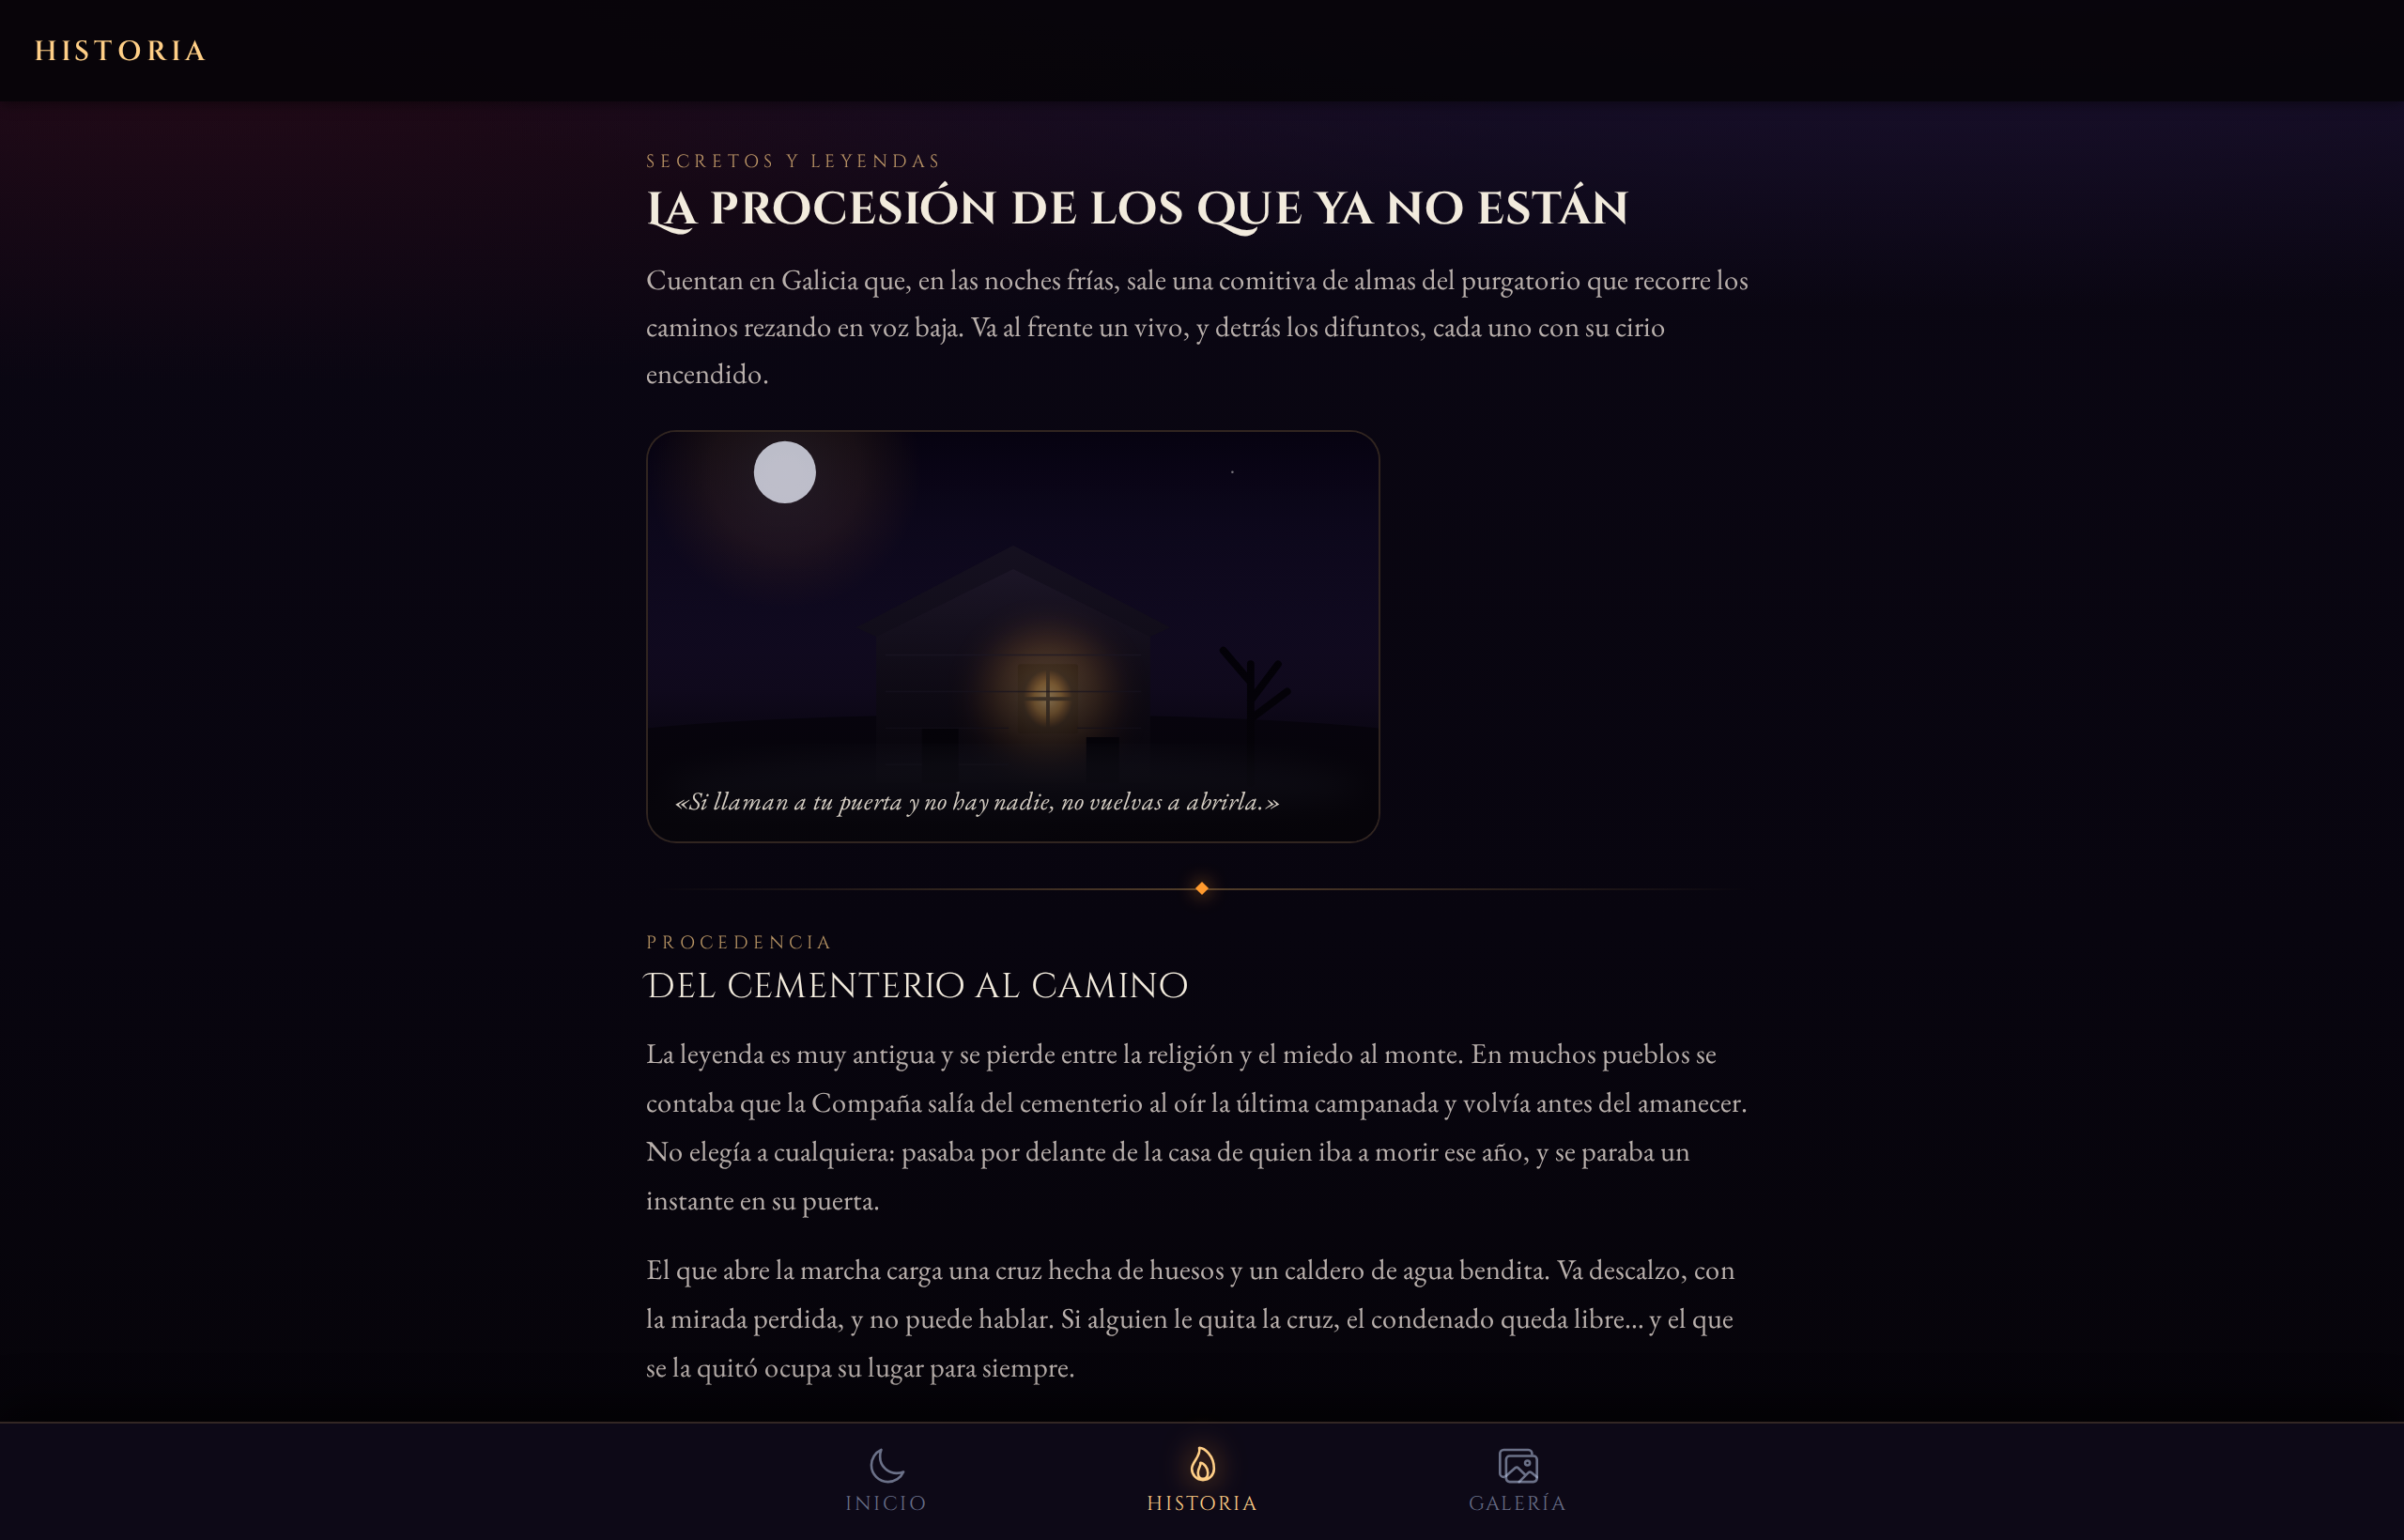 HISTORIA
SECRETOS Y LEYENDAS
LA PROCESIÓN DE LOS QUE YA NO ESTÁN
Cuentan en Galicia que, en las noches frías, sale una comitiva de almas del purgatorio que recorre los
caminos rezando en voz baja. Va al frente un vivo, y detrás los difuntos, cada uno con su cirio
encendido.
«Si llaman a tu puerta y no hay nadie, no vuelvas a abrirla.»
PROCEDENCIA
DEL CEMENTERIO AL CAMINO
La leyenda es muy antigua y se pierde entre la religión y el miedo al monte. En muchos pueblos se
contaba que la Compaña salía del cementerio al oír la última campanada y volvía antes del amanecer.
No elegía a cualquiera: pasaba por delante de la casa de quien iba a morir ese año, y se paraba un
instante en su puerta.
El que abre la marcha carga una cruz hecha de huesos y un caldero de agua bendita. Va descalzo, con
la mirada perdida, y no puede hablar. Si alguien le quita la cruz, el condenado queda libre... y el que
se la quitó ocupa su lugar para siempre.
INICIO
HISTORIA
GALERÍA